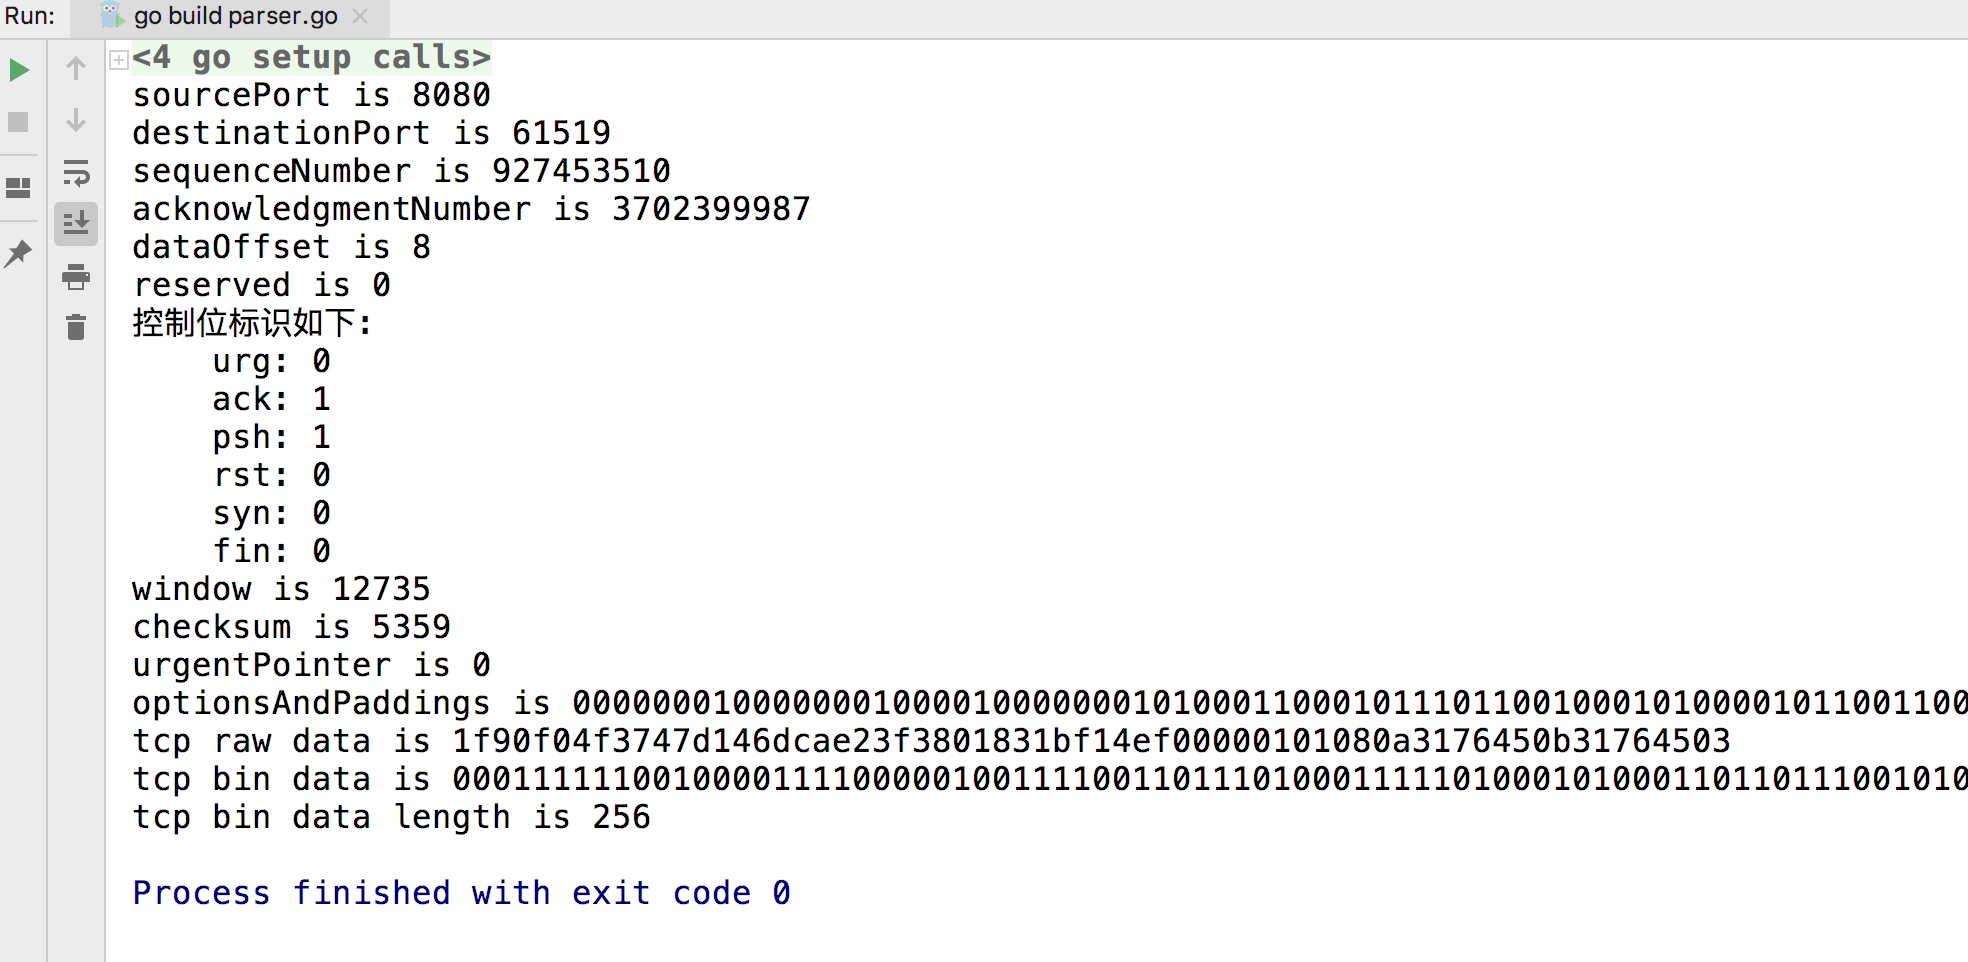 Run: go build parser.go
<4 go setup calls>
sourcePort is 8080
destinationPort is 61519
sequenceNumber is 927453510
acknowledgmentNumber is 3702399987
dataOffset is 8
reserved is 0
控制位标识如下:
urg: 0
ack: 1
psh: 1
rst: 0
syn: 0
fin: 0
window is 12735
checksum is 5359
urgentPointer is 0
optionsAndPaddings is 0000000100000001000010000000101000110001011101100100010100001011001100
tcp raw data is 1f90f04f3747d146dcae23f3801831bf14ef00000101080a3176450b31764503
tcp bin data is 0001111110010000111100000100111100110111010001111101000101000110110111001010
tcp bin data length is 256
Process finished with exit code 0